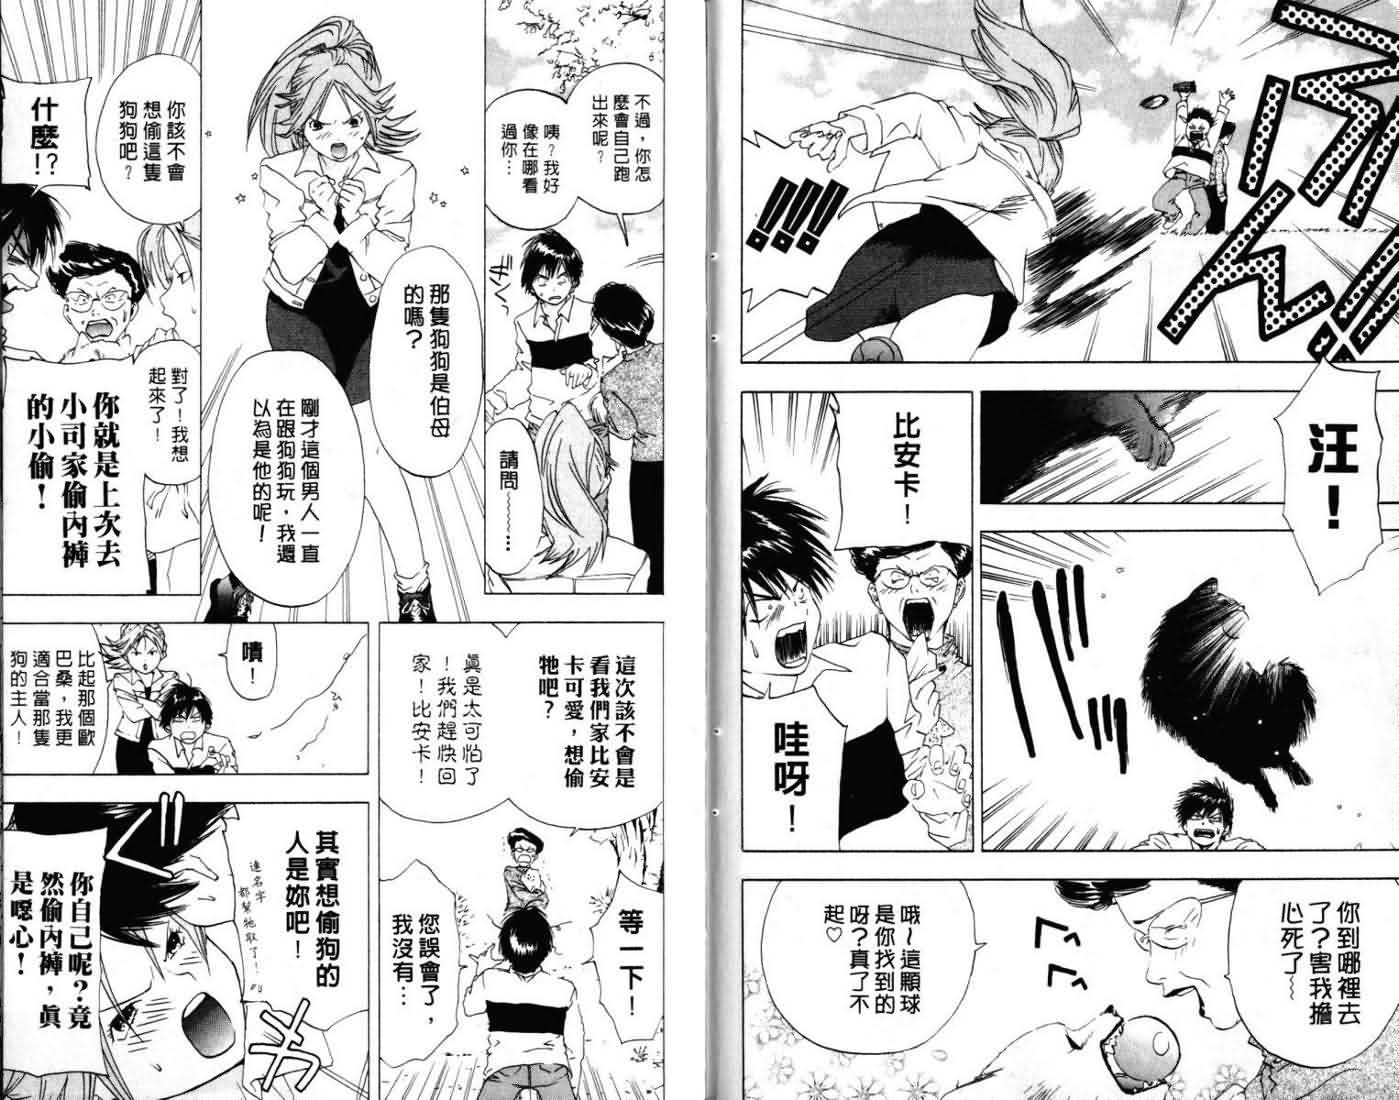 汪！
比安卡！
哇呀！
你到哪裡去
了？害我擔
心死了～
哦～這顆球
是你找到的
呀？真了不
起♡
不過，你怎
麼會自己跑
出來呢？
咦？我好
像在哪看
過你…
請問～……
那隻狗狗是伯母
的嗎？
剛才這個男人一直
在跟狗狗玩，我還
以為是他的呢！
你該不會
想偷這隻
狗狗吧？
什麼！？
對了！我想
起來了！
你就是上次去
小司家偷內褲
的小偷！
這次該不會是
看我們家比安
卡可愛，想偷
牠吧？
真是太可怕了
！我們趕快回
家！比安卡！
等一下！
您誤會了，
我沒有…
嘖！
比起那個歐
巴桑，我更
適合當那隻
狗的主人！
其實想偷狗的
人是妳吧！
連名字
都幫牠取了！
你自己呢？竟
然偷內褲，真
是噁心！